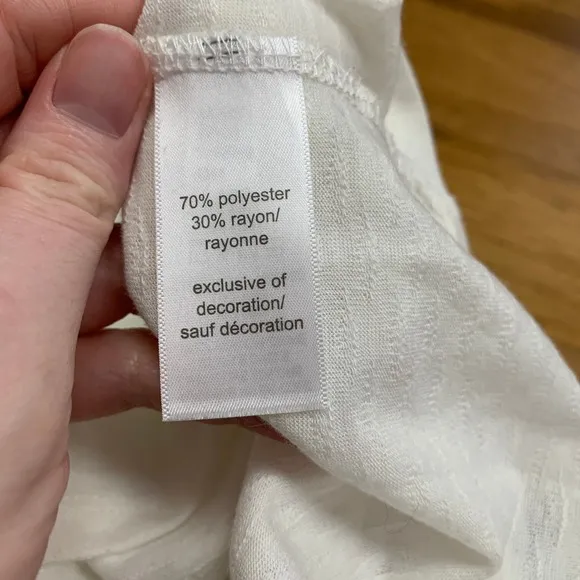 70% polyester
30% rayon/
rayonne
exclusive of
decoration/
sauf décoration